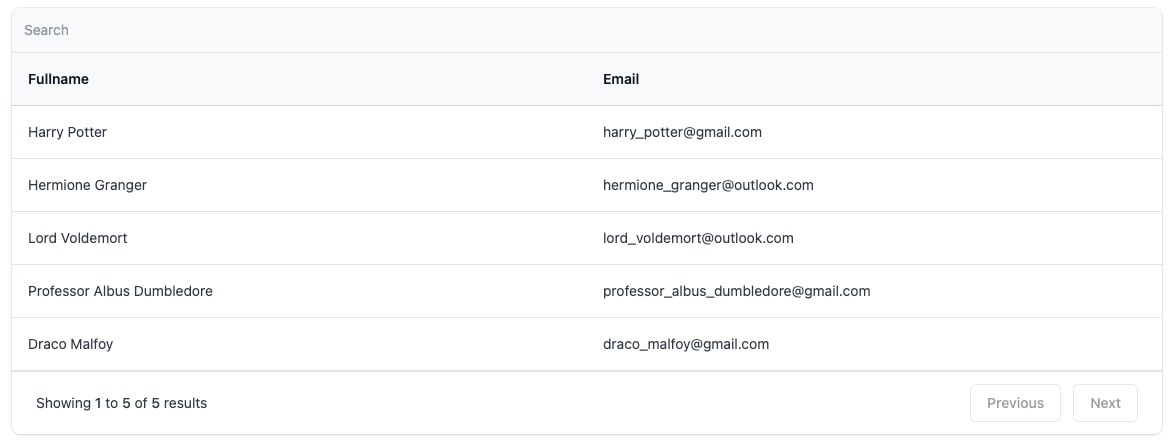 Search
Fullname Email
Harry Potter harry_potter@gmail.com
Hermione Granger hermione_granger@outlook.com
Lord Voldemort lord_voldemort@outlook.com
Professor Albus Dumbledore professor_albus_dumbledore@gmail.com
Draco Malfoy draco_malfoy@gmail.com
Showing 1 to 5 of 5 results Previous Next